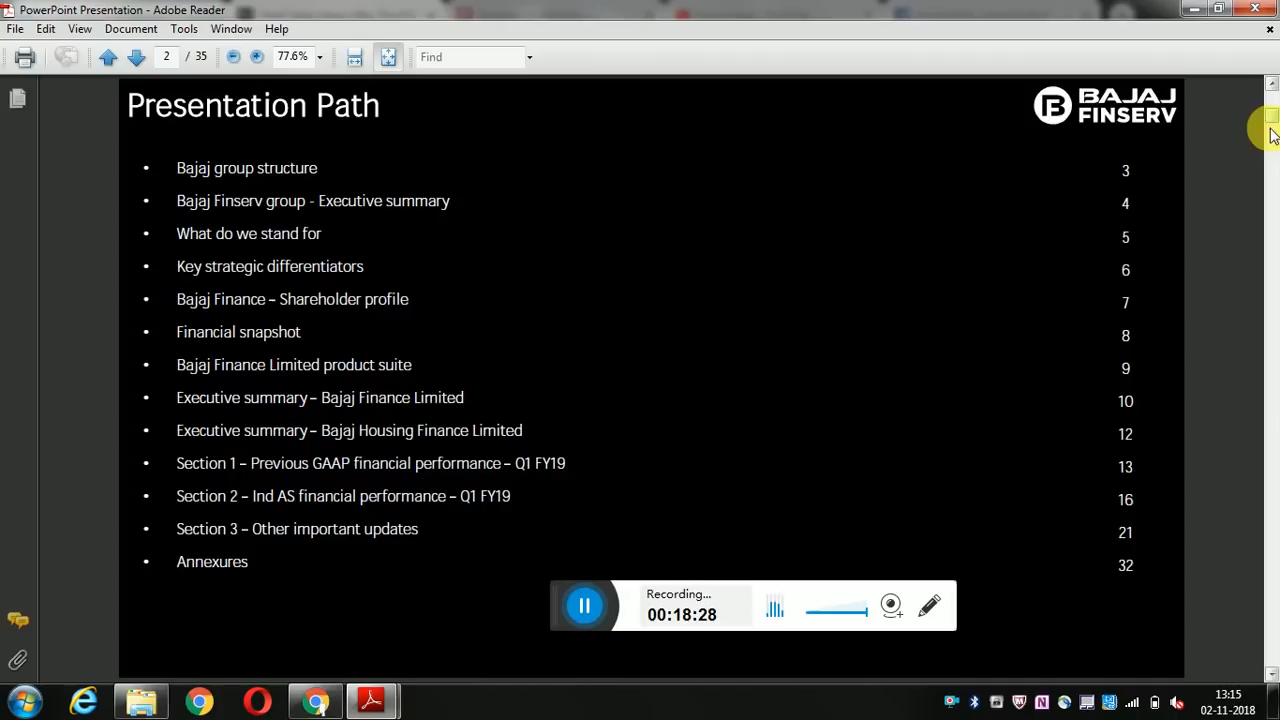 PowerPoint Presentation - Adobe Reader
File Edit View Document Tools Window Help
2 / 35 77.6% Find
Presentation Path
BAJAJ
FINSERV
• Bajaj group structure 3
• Bajaj Finserv group - Executive summary 4
• What do we stand for 5
• Key strategic differentiators 6
• Bajaj Finance – Shareholder profile 7
• Financial snapshot 8
• Bajaj Finance Limited product suite 9
• Executive summary – Bajaj Finance Limited 10
• Executive summary – Bajaj Housing Finance Limited 12
• Section 1 – Previous GAAP financial performance – Q1 FY19 13
• Section 2 – Ind AS financial performance – Q1 FY19 16
• Section 3 – Other important updates 21
• Annexures 32
Recording...
00:18:28
13:15
02-11-2018